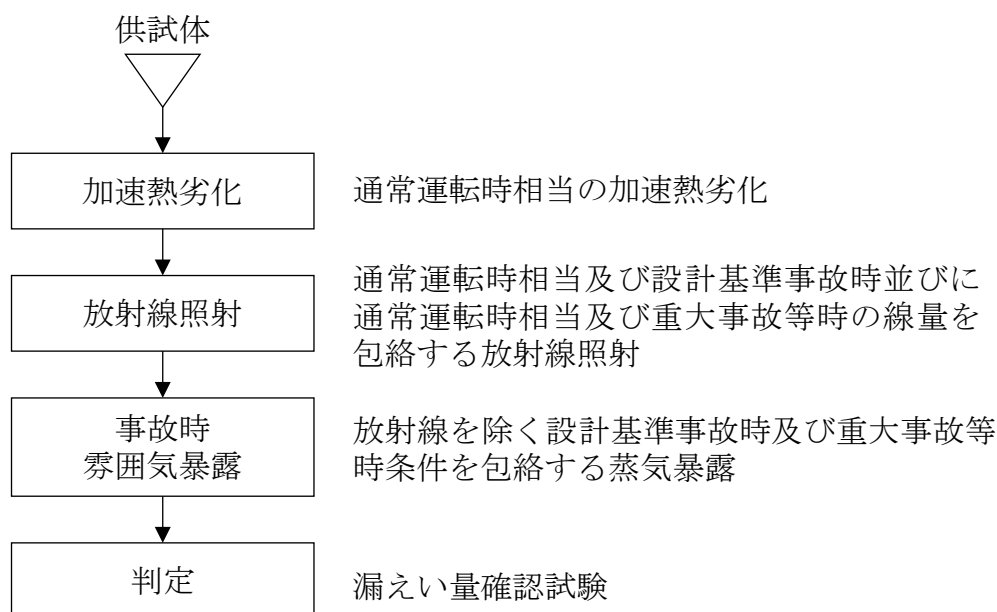 供試体
加速熱劣化
通常運転時相当の加速熱劣化
放射線照射
通常運転時相当及び設計基準事故時並びに
通常運転時相当及び重大事故等時の線量を
包絡する放射線照射
事故時
雰囲気暴露
放射線を除く設計基準事故時及び重大事故等
時条件を包絡する蒸気暴露
判定
漏えい量確認試験